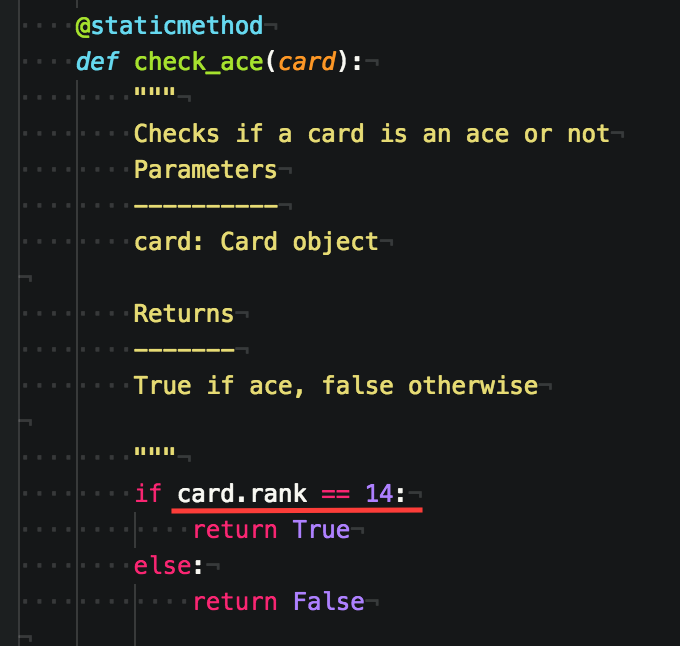 @staticmethod
def check_ace(card):
"""
Checks if a card is an ace or not
Parameters
----------
card: Card object
Returns
-------
True if ace, false otherwise
"""
if card.rank == 14:
return True
else:
return False